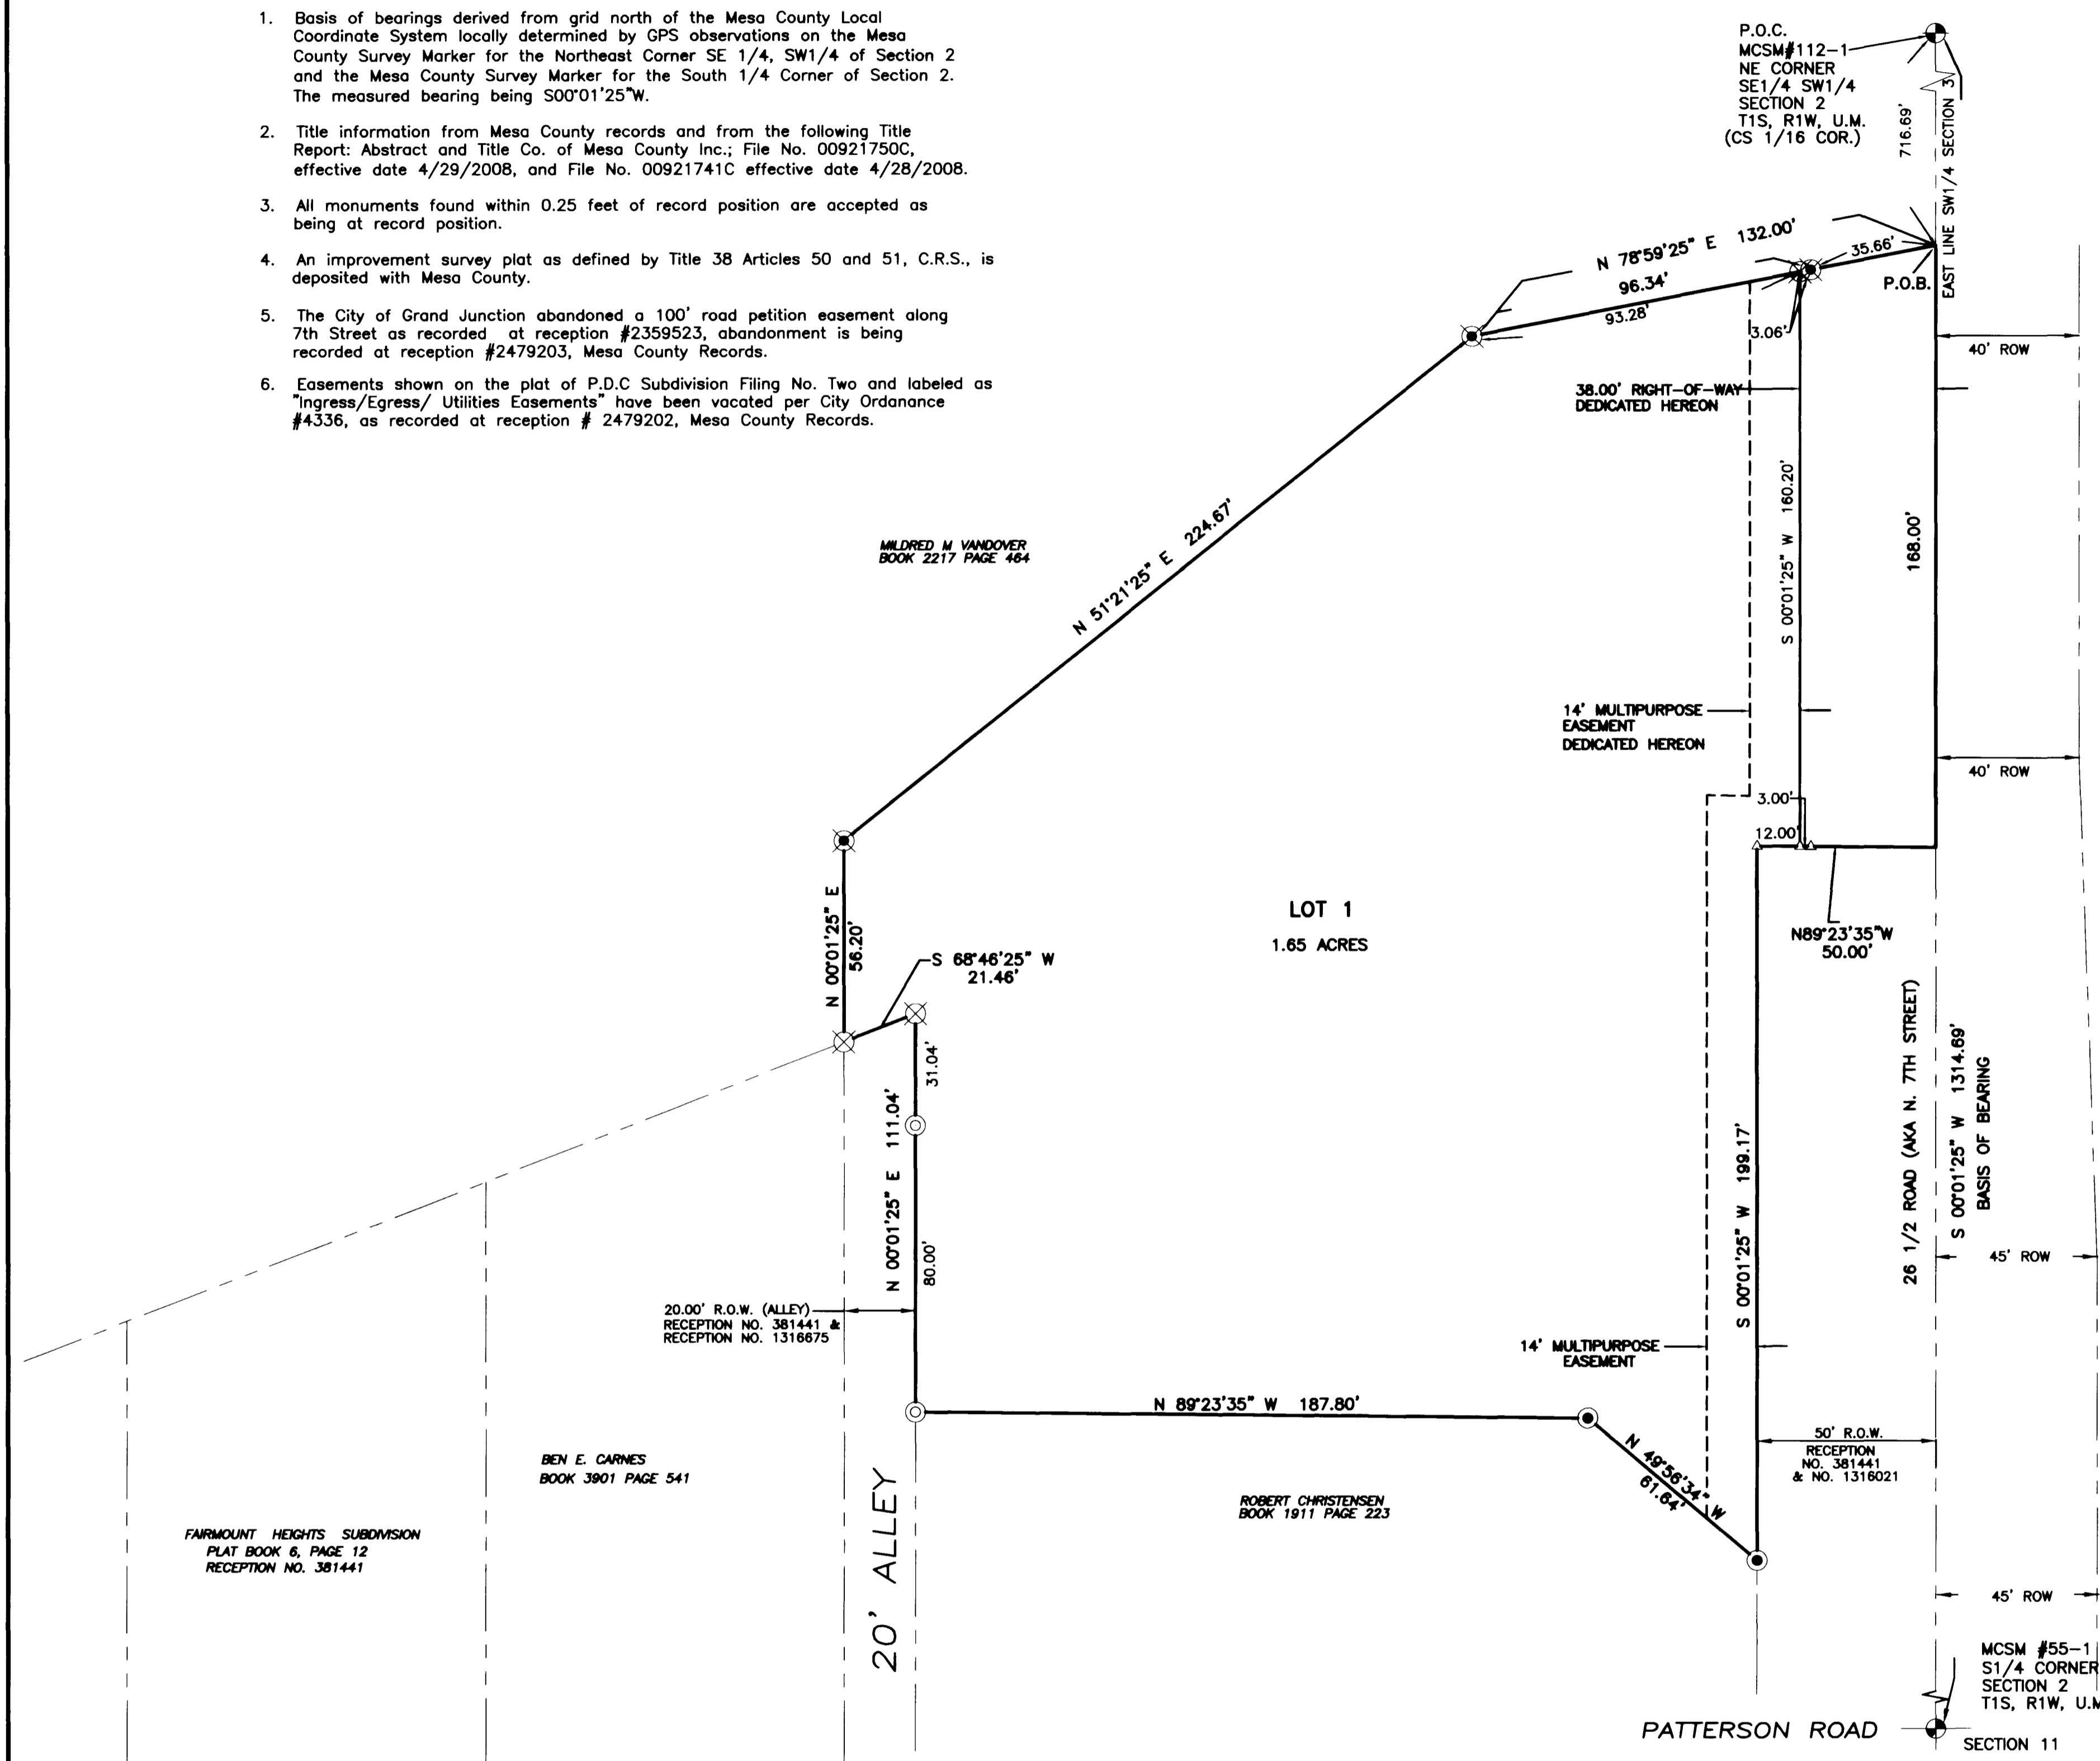 1. Basis of bearings derived from grid north of the Mesa County Local
Coordinate System locally determined by GPS observations on the Mesa
County Survey Marker for the Northeast Corner SE 1/4, SW1/4 of Section 2
and the Mesa County Survey Marker for the South 1/4 Corner of Section 2.
The measured bearing being S00°01'25"W.
2. Title information from Mesa County records and from the following Title
Report: Abstract and Title Co. of Mesa County Inc.; File No. 00921750C,
effective date 4/29/2008, and File No. 00921741C effective date 4/28/2008.
3. All monuments found within 0.25 feet of record position are accepted as
being at record position.
4. An improvement survey plat as defined by Title 38 Articles 50 and 51, C.R.S., is
deposited with Mesa County.
5. The City of Grand Junction abandoned a 100' road petition easement along
7th Street as recorded at reception #2359523, abandonment is being
recorded at reception #2479203, Mesa County Records.
6. Easements shown on the plat of P.D.C Subdivision Filing No. Two and labeled as
"Ingress/Egress/ Utilities Easements" have been vacated per City Ordanance
#4336, as recorded at reception # 2479202, Mesa County Records.
P.O.C.
MCSM#112-1
NE CORNER
SE1/4 SW1/4
SECTION 2
T1S, R1W, U.M.
(CS 1/16 COR.)
716.69'
EAST LINE SW1/4 SECTION 3
N 78°59'25" E 132.00'
96.34'
93.28'
35.66'
P.O.B.
3.06'
40' ROW
38.00' RIGHT-OF-WAY
DEDICATED HEREON
S 00°01'25" W 160.20'
168.00'
MILDRED M VANDOVER
BOOK 2217 PAGE 464
N 51°21'25" E 224.67'
14' MULTIPURPOSE
EASEMENT
DEDICATED HEREON
40' ROW
3.00'
12.00'
N 00°01'25" E
56.20'
LOT 1
1.65 ACRES
N89°23'35"W
50.00'
S 68°46'25" W
21.46'
31.04'
N 00°01'25" E 111.04'
80.00'
26 1/2 ROAD (AKA N. 7TH STREET)
S 00°01'25" W 1314.69'
BASIS OF BEARING
S 00°01'25" W 199.17'
45' ROW
20.00' R.O.W. (ALLEY)
RECEPTION NO. 381441 &
RECEPTION NO. 1316675
14' MULTIPURPOSE
EASEMENT
N 89°23'35" W 187.80'
50' R.O.W.
RECEPTION
NO. 381441
& NO. 1316021
N 49°56'34" W
61.64'
BEN E. CARNES
BOOK 3901 PAGE 541
ROBERT CHRISTENSEN
BOOK 1911 PAGE 223
FAIRMOUNT HEIGHTS SUBDIVISION
PLAT BOOK 6, PAGE 12
RECEPTION NO. 381441
20' ALLEY
45' ROW
MCSM #55-1
S1/4 CORNER
SECTION 2
T1S, R1W, U.M
PATTERSON ROAD
SECTION 11